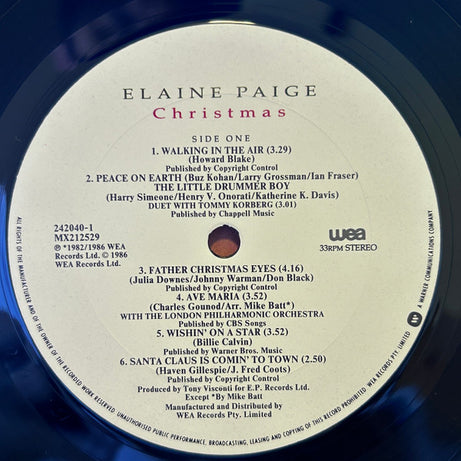 ELAINE PAIGE
Christmas
SIDE ONE
1. WALKING IN THE AIR (3.29)
(Howard Blake)
Published by Copyright Control
2. PEACE ON EARTH (Buz Kohan/Larry Grossman/Ian Fraser)
THE LITTLE DRUMMER BOY
(Harry Simeone/Henry V. Onorati/Katherine K. Davis)
DUET WITH TOMMY KORBERG (3.01)
Published by Chappell Music
242040-1
MX212529
℗ *1982/1986 WEA
Records Ltd. © 1986
WEA Records Ltd.
wea
33RPM STEREO
3. FATHER CHRISTMAS EYES (4.16)
(Julia Downes/Johnny Warman/Don Black)
Published by Copyright Control
4. AVE MARIA (3.52)
(Charles Gounod/Arr. Mike Batt*)
WITH THE LONDON PHILHARMONIC ORCHESTRA
Published by CBS Songs
5. WISHIN' ON A STAR (3.52)
(Billie Calvin)
Published by Warner Bros. Music
6. SANTA CLAUS IS COMIN' TO TOWN (2.50)
(Haven Gillespie/J. Fred Coots)
Published by Copyright Control
Produced by Tony Visconti for E.P. Records Ltd.
Except *By Mike Batt
Manufactured and Distributed by
WEA Records Pty. Limited
ALL RIGHTS OF THE MANUFACTURER AND OF THE OWNER OF THE RECORDED WORK RESERVED. UNAUTHORISED PUBLIC PERFORMANCE, BROADCASTING, LEASING AND COPYING OF THIS RECORD PROHIBITED. WEA RECORDS PTY. LIMITED A WARNER COMMUNICATIONS COMPANY